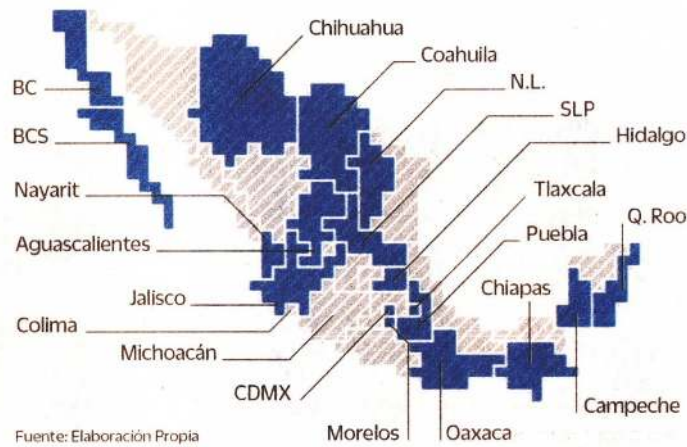 Chihuahua
Coahuila
BC
N.L.
SLP
BCS
Hidalgo
Nayarit
Tlaxcala
Q. Roo
Aguascalientes
Puebla
Chiapas
Jalisco
Colima
Michoacán
CDMX
Campeche
Fuente: Elaboración Propia
Morelos
Oaxaca